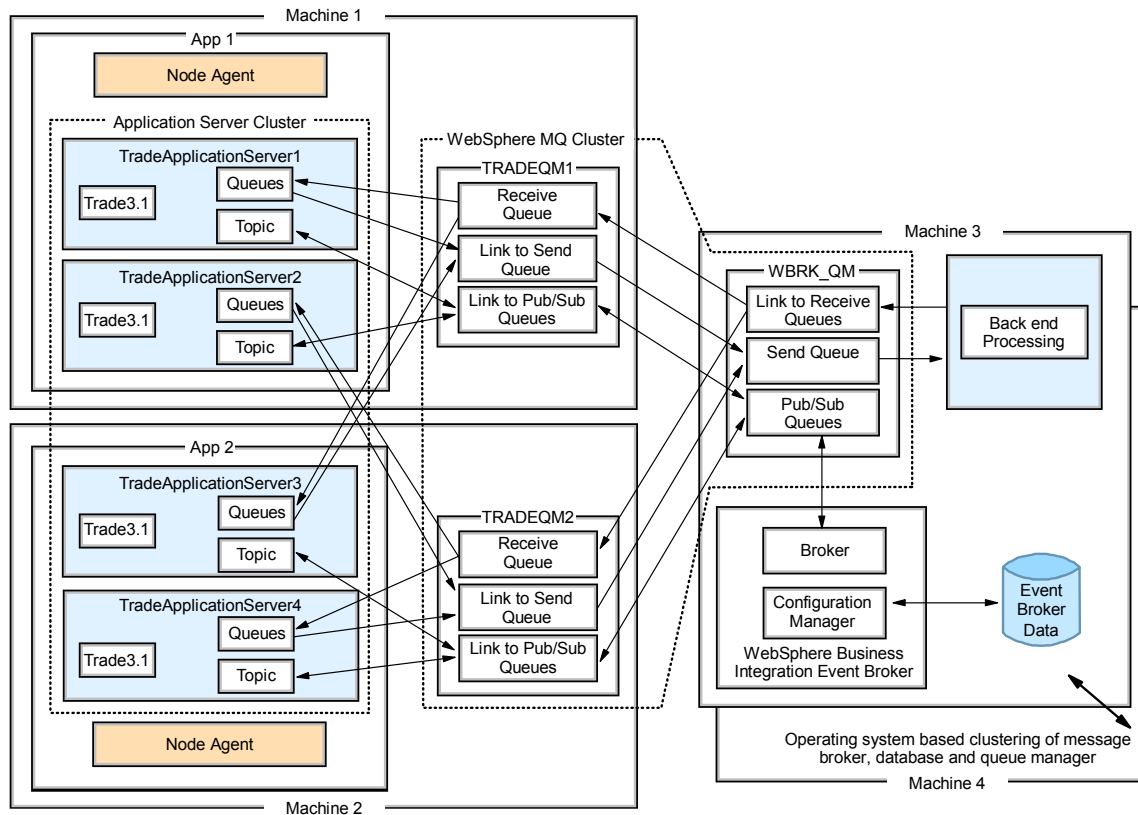 Machine 1
App 1
Node Agent
Application Server Cluster
TradeApplicationServer1
Trade3.1
Queues
Topic
TradeApplicationServer2
Trade3.1
Queues
Topic
WebSphere MQ Cluster
TRADEQM1
Receive
Queue
Link to Send
Queue
Link to Pub/Sub
Queues
Machine 2
App 2
TradeApplicationServer3
Trade3.1
Queues
Topic
TradeApplicationServer4
Trade3.1
Queues
Topic
Node Agent
TRADEQM2
Receive
Queue
Link to Send
Queue
Link to Pub/Sub
Queues
Machine 3
WBRK_QM
Link to Receive
Queues
Send Queue
Pub/Sub
Queues
Back end
Processing
Broker
Configuration
Manager
WebSphere Business
Integration Event Broker
Event
Broker
Data
Operating system based clustering of message
broker, database and queue manager
Machine 4